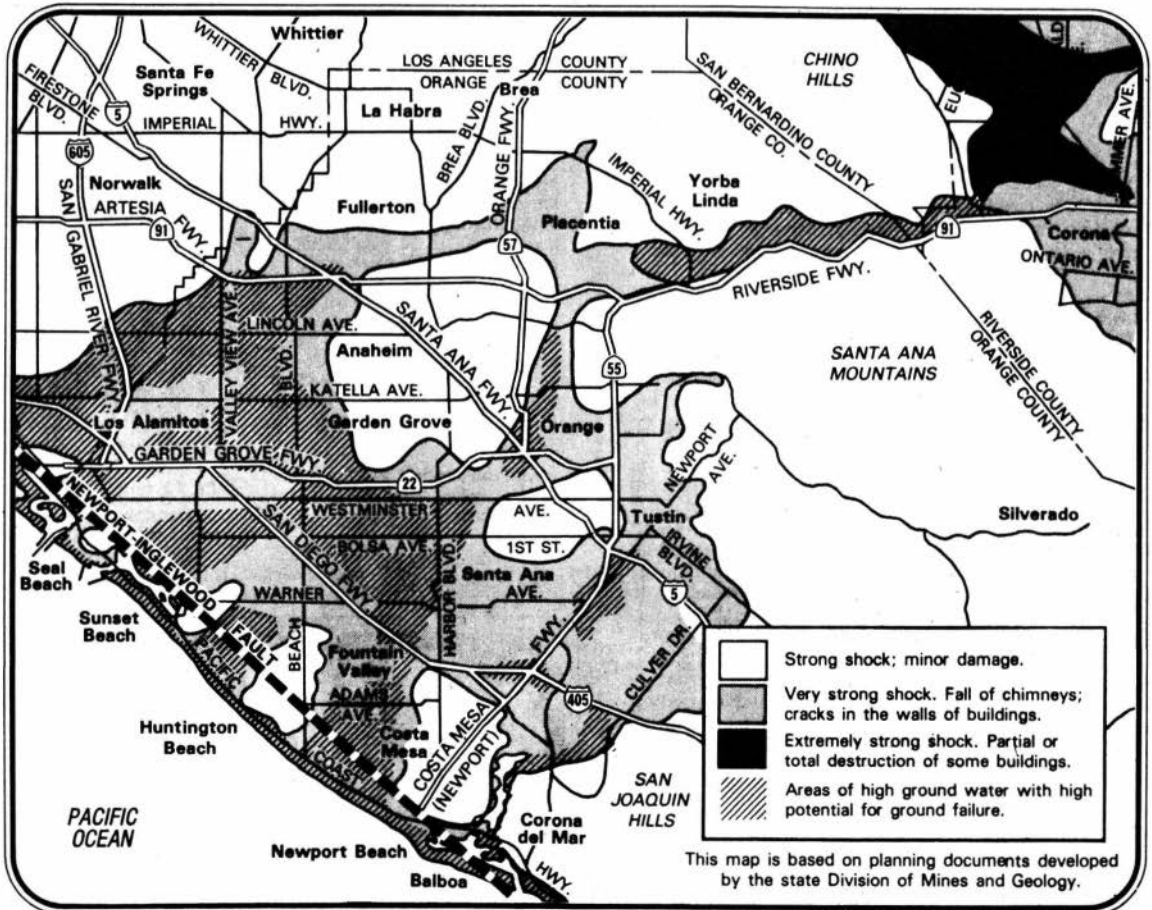 Whittier
CHINO
HILLS
WHITTIER BLVD.
Santa Fe
Springs
FIRESTONE
BLVD.
LOS ANGELES COUNTY
ORANGE COUNTY
Brea
SAN BERNARDINO COUNTY
ORANGE CO.
5
La Habra
IMPERIAL HWY.
BREA BLVD.
ORANGE FWY.
605
SAN GABRIEL RIVER FWY.
Norwalk
ARTESIA
FWY.
91
IMPERIAL HWY.
Yorba
Linda
Fullerton
Placentia
57
91
Corona
ONTARIO AVE.
RIVERSIDE FWY.
VALLEY VIEW AVE.
LINCOLN AVE.
BLVD.
SANTA ANA FWY.
Anaheim
55
SANTA ANA
MOUNTAINS
RIVERSIDE COUNTY
ORANGE COUNTY
KATELLA AVE.
Los Alamitos
Garden Grove
Orange
NEWPORT
AVE.
GARDEN GROVE FWY.
22
NEWPORT-INGLEWOOD
FAULT
SAN DIEGO FWY.
WESTMINSTER AVE.
BOLSA AVE.
1ST ST.
Tustin
Silverado
IRVINE
BLVD.
Seal
Beach
HARBOR BLVD.
Santa Ana
WARNER AVE.
5
Sunset
Beach
PACIFIC
COAST
HWY.
BEACH
Fountain
Valley
FWY.
CULVER DR.
ADAMS
AVE.
405
Huntington
Beach
Costa
Mesa
COSTA MESA
(NEWPORT)
SAN
JOAQUIN
HILLS
PACIFIC
OCEAN
Corona
del Mar
Newport Beach
Balboa
Strong shock; minor damage.
Very strong shock. Fall of chimneys;
cracks in the walls of buildings.
Extremely strong shock. Partial or
total destruction of some buildings.
Areas of high ground water with high
potential for ground failure.
This map is based on planning documents developed
by the state Division of Mines and Geology.